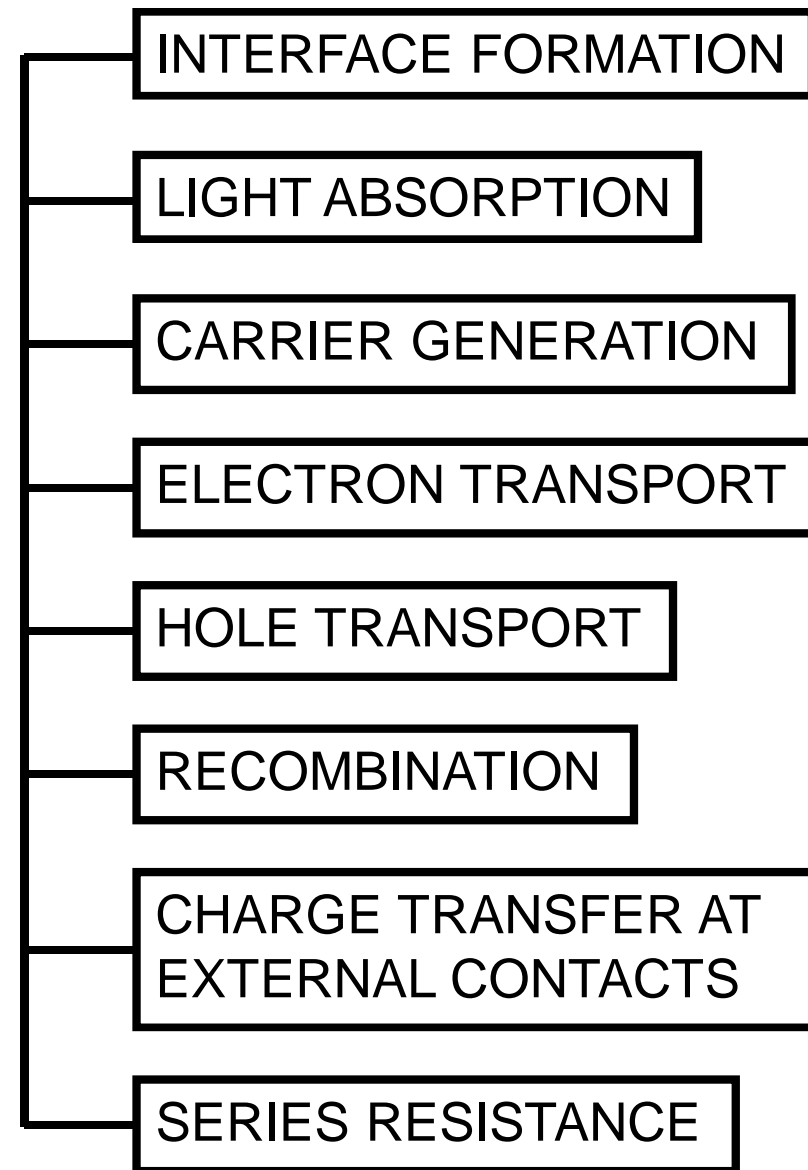 INTERFACE FORMATION
LIGHT ABSORPTION
CARRIER GENERATION
ELECTRON TRANSPORT
HOLE TRANSPORT
RECOMBINATION
CHARGE TRANSFER AT
EXTERNAL CONTACTS
SERIES RESISTANCE